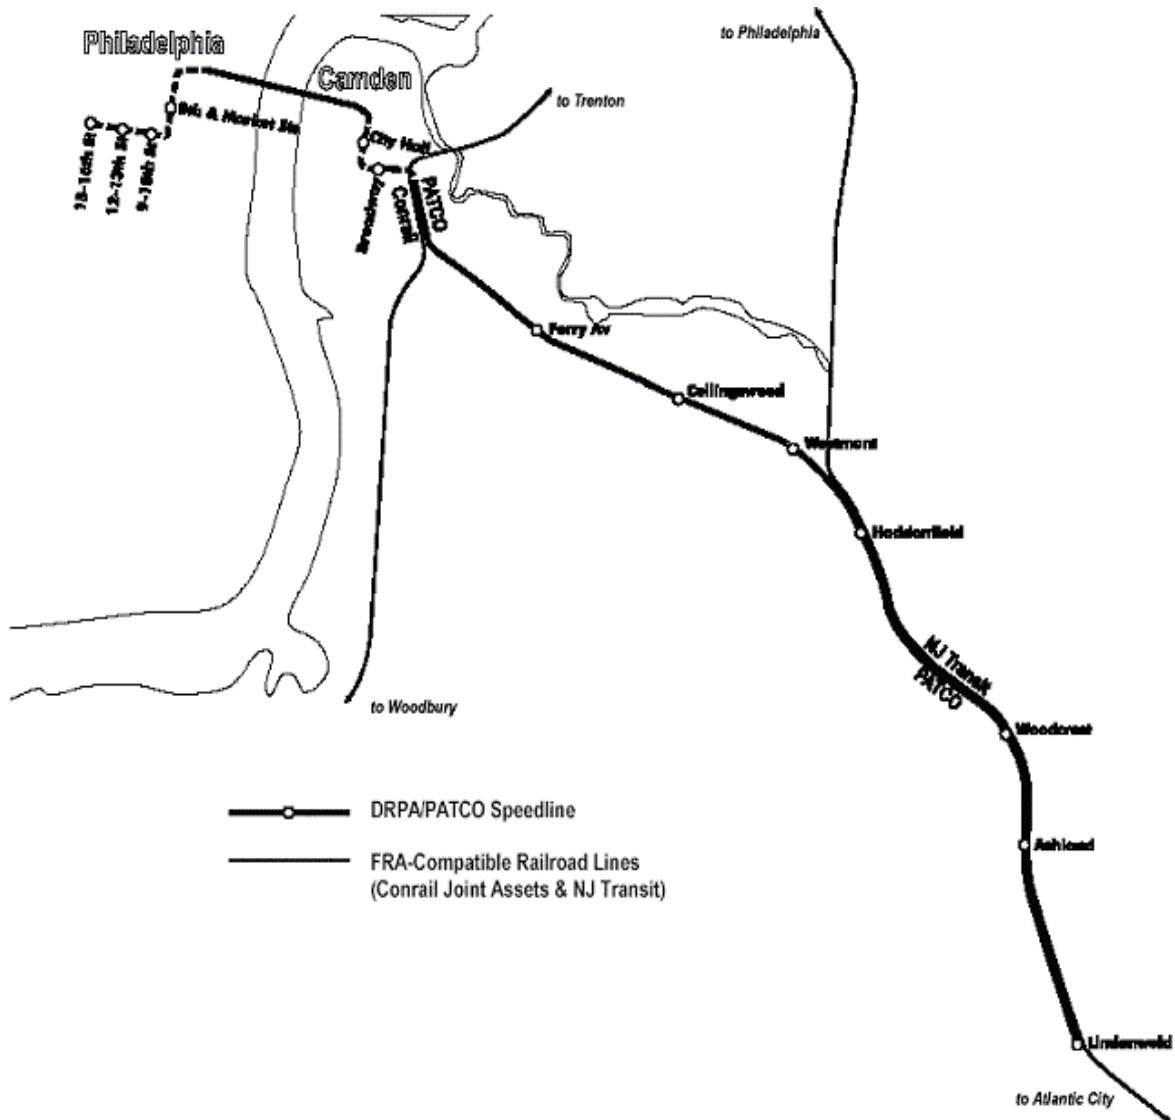 to Philadelphia
Philadelphia
Camden
to Trenton
8th & Market Sts
City Hall
15-16th St
12-13th St
9-10th St
Broadway
PATCO
Conrail
Ferry Av
Collingswood
Westmont
Haddonfield
NJ Transit
PATCO
Woodcrest
to Woodbury
DRPA/PATCO Speedline
Ashland
FRA-Compatible Railroad Lines
(Conrail Joint Assets & NJ Transit)
Lindenwold
to Atlantic City